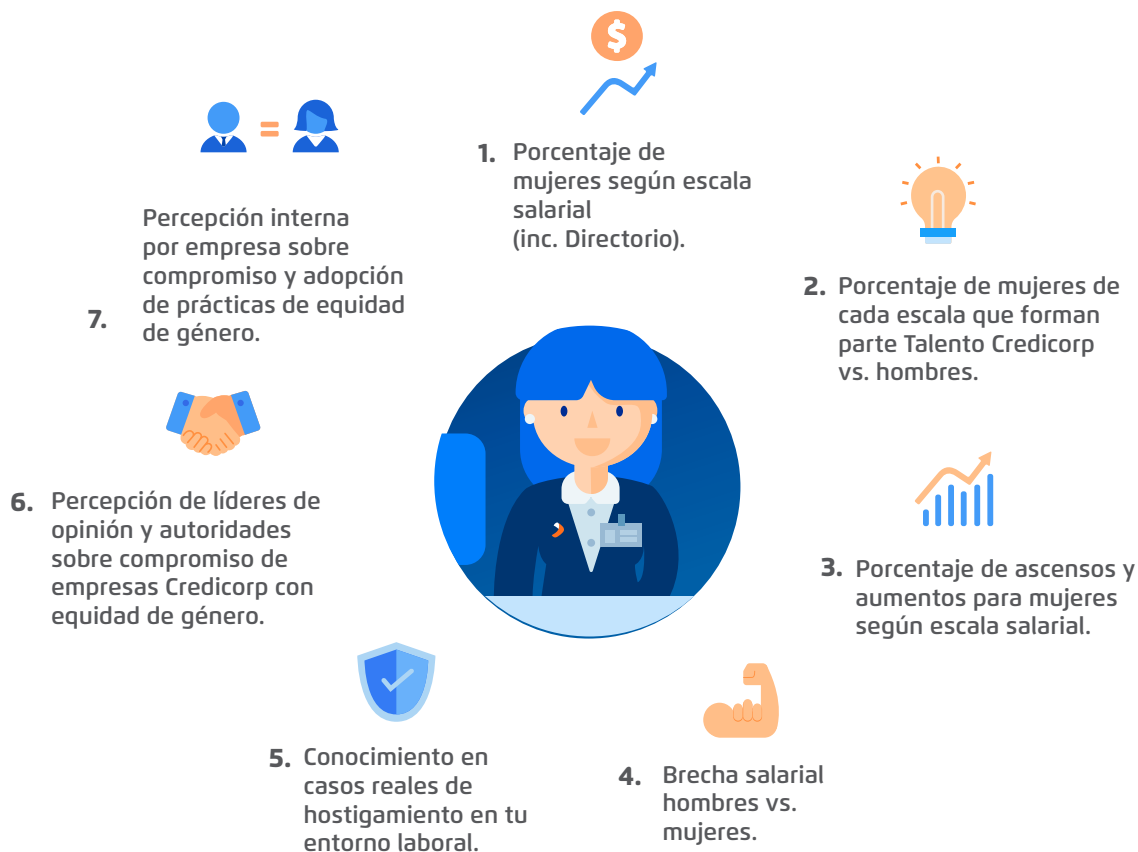 $
1. Porcentaje de
mujeres según escala
salarial
(inc. Directorio).
2. Porcentaje de mujeres de
cada escala que forman
parte Talento Credicorp
vs. hombres.
3. Porcentaje de ascensos y
aumentos para mujeres
según escala salarial.
4. Brecha salarial
hombres vs.
mujeres.
5. Conocimiento en
casos reales de
hostigamiento en tu
entorno laboral.
6. Percepción de líderes de
opinión y autoridades
sobre compromiso de
empresas Credicorp con
equidad de género.
Percepción interna
por empresa sobre
compromiso y adopción
de prácticas de equidad
7. de género.